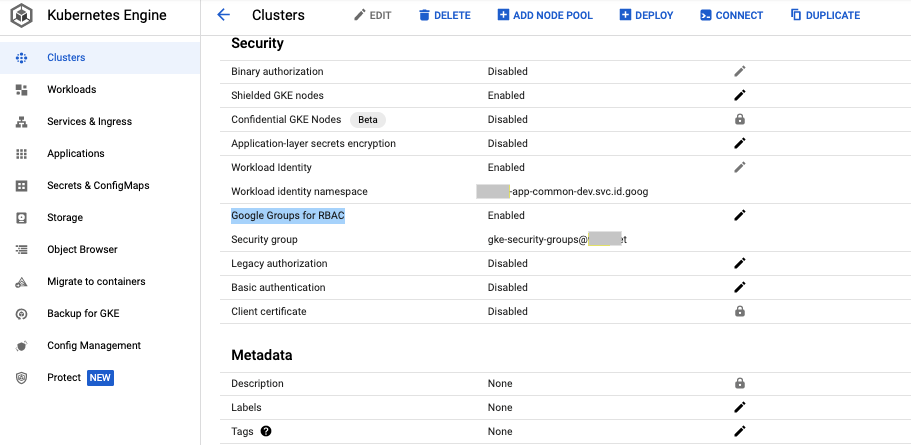 Kubernetes Engine
Clusters
EDIT
DELETE
ADD NODE POOL
DEPLOY
CONNECT
DUPLICATE
Clusters
Workloads
Services & Ingress
Applications
Secrets & ConfigMaps
Storage
Object Browser
Migrate to containers
Backup for GKE
Config Management
Protect NEW
Security
Binary authorization Disabled
Shielded GKE nodes Enabled
Confidential GKE Nodes Beta Disabled
Application-layer secrets encryption Disabled
Workload Identity Enabled
Workload identity namespace -app-common-dev.svc.id.goog
Google Groups for RBAC Enabled
Security group gke-security-groups@ et
Legacy authorization Disabled
Basic authentication Disabled
Client certificate Disabled
Metadata
Description None
Labels None
Tags ? None